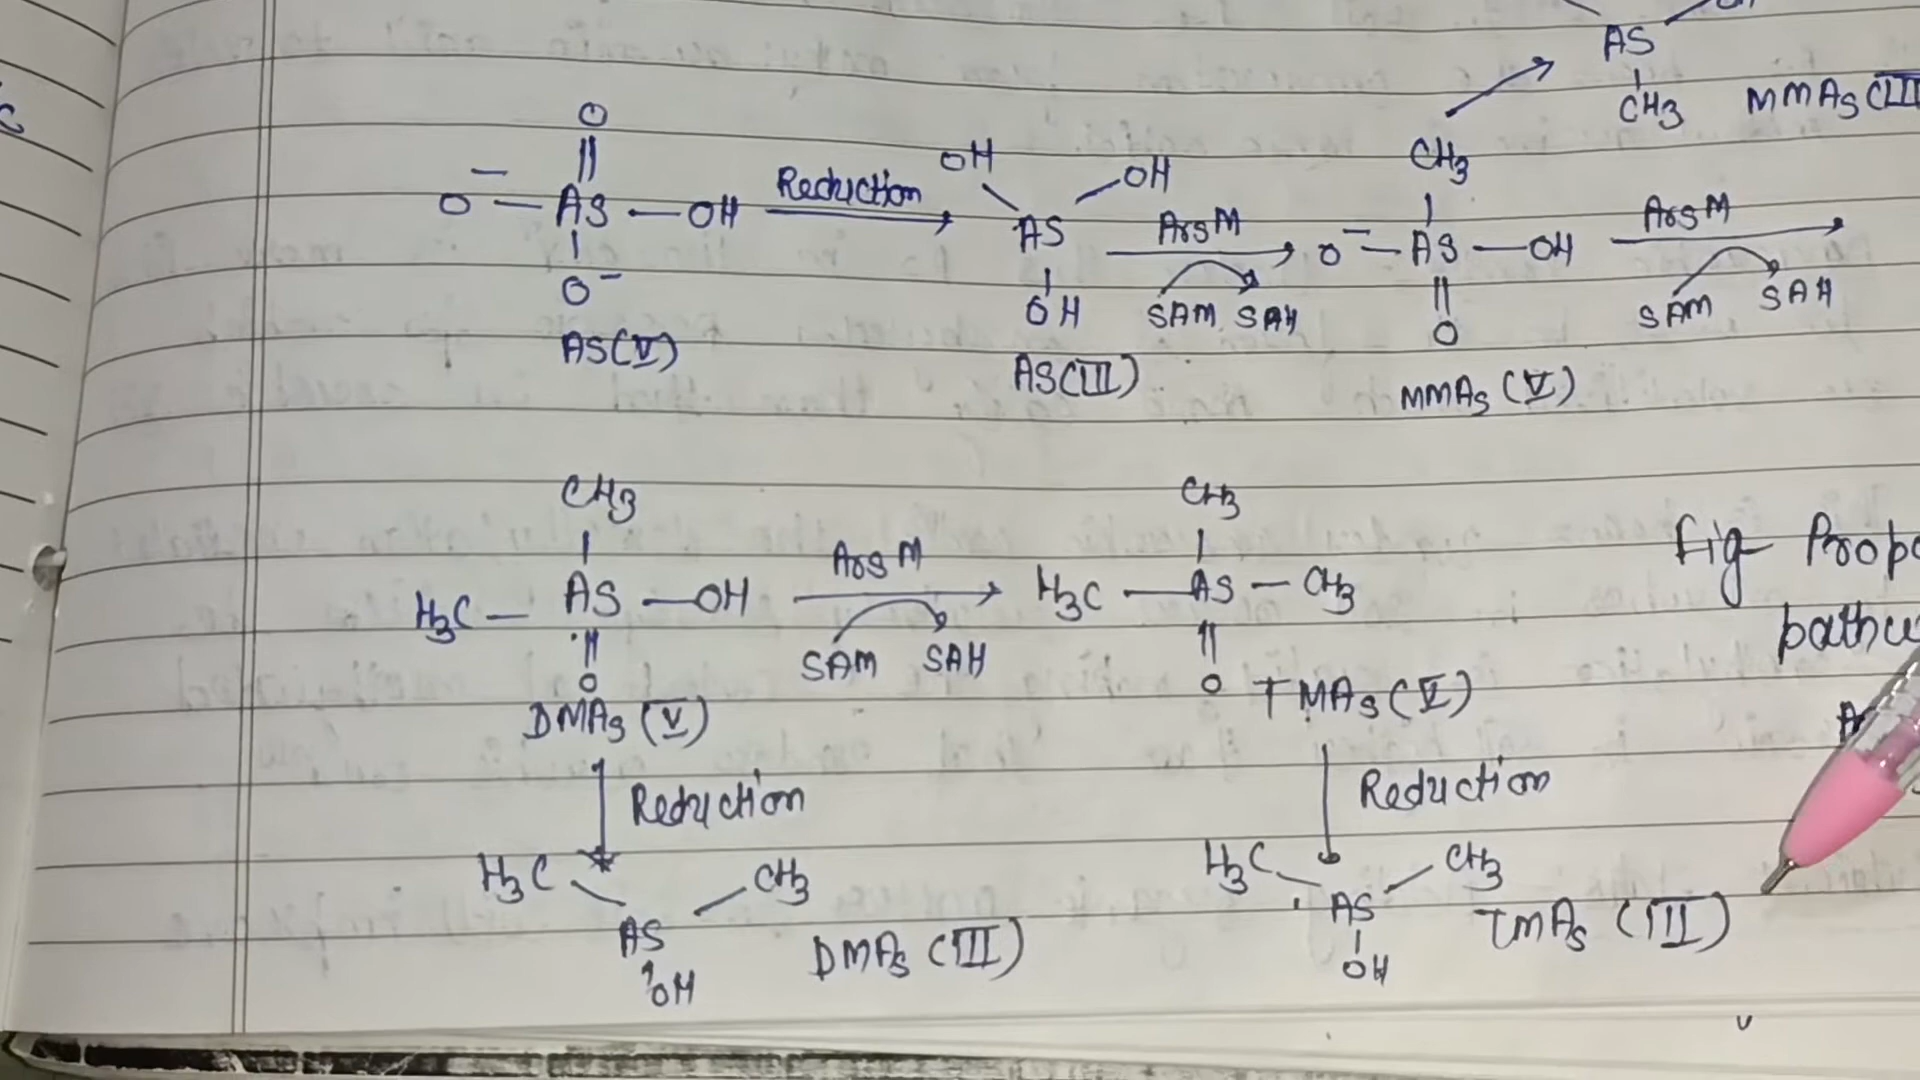 AS
CH3 MMAs (III
O
OH OH CH3
O⁻ — AS — OH Reduction AS ArsM O⁻ — AS — OH ArsM
O⁻ OH SAM SAH O SAM SAH
AS(V) AS(III) MMAs (V)
CH3 CH3
H3C — AS — OH ArsM H3C — AS — CH3 Fig
O SAM SAH O
DMAs (V) TMAs (V)
Reduction Reduction
H3C CH3 H3C CH3
AS DMAs (III) AS TMAs (III)
OH OH